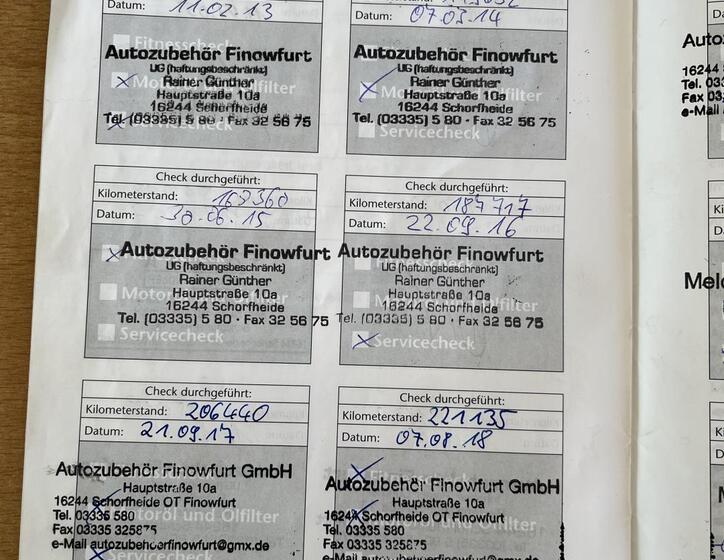 Datum: 11.02.13
Fitnesscheck
Autozubehör Finowfurt
UG (haftungsbeschränkt)
Rainer Günther
Hauptstraße 10a
16244 Schorfheide
Tel. (03335) 5 80 · Fax 32 56 75
Servicecheck
Datum: 07.03.14
Autozubehör Finowfurt
UG (haftungsbeschränkt)
Rainer Günther
Hauptstraße 10a
16244 Schorfheide
Tel. (03335) 5 80 · Fax 32 56 75
Servicecheck
Check durchgeführt:
Kilometerstand:
Datum: 30.06.15
Autozubehör Finowfurt
UG (haftungsbeschränkt)
Rainer Günther
Hauptstraße 10a
16244 Schorfheide
Tel. (03335) 5 80 · Fax 32 56 75
Servicecheck
Check durchgeführt:
Kilometerstand: 187717
Datum: 22.09.16
Autozubehör Finowfurt
UG (haftungsbeschränkt)
Rainer Günther
Hauptstraße 10a
16244 Schorfheide
Tel. (03335) 5 80 · Fax 32 56 75
Servicecheck
Check durchgeführt:
Kilometerstand: 206440
Datum: 21.09.17
Autozubehör Finowfurt GmbH
Hauptstraße 10a
16244 Schorfheide OT Finowfurt
Tel. 03335 580
Fax 03335 325875
e-Mail autozubehoerfinowfurt@gmx.de
Check durchgeführt:
Kilometerstand: 221135
Datum: 07.08.18
Autozubehör Finowfurt GmbH
Hauptstraße 10a
16244 Schorfheide OT Finowfurt
Tel. 03335 580
Fax 03335 325875
e-Mail autozubehoerfinowfurt@gmx.de